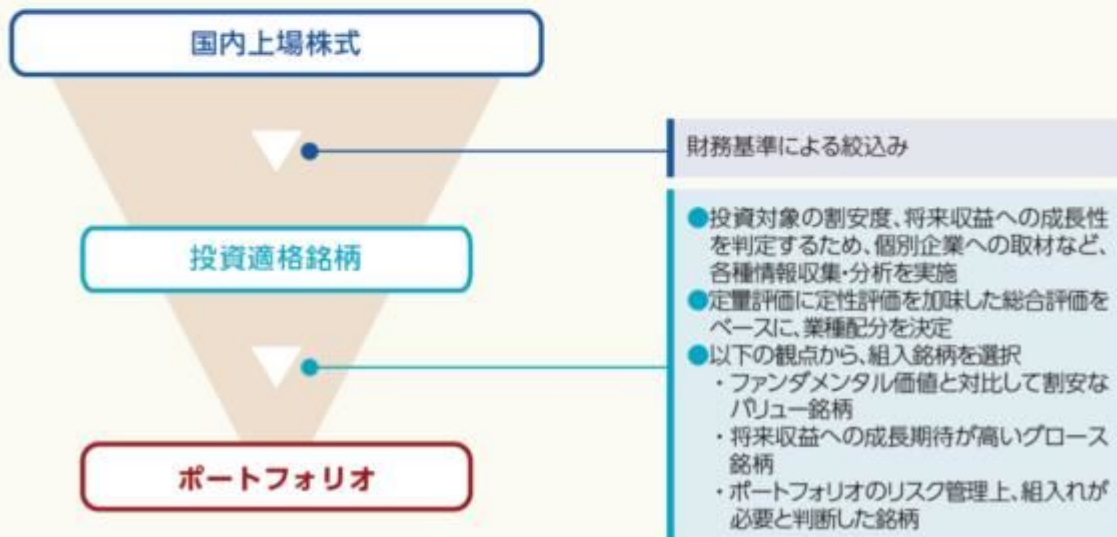 国内上場株式
財務基準による絞込み
投資適格銘柄
●投資対象の割安度、将来収益への成長性
を判定するため、個別企業への取材など、
各種情報収集・分析を実施
●定量評価に定性評価を加味した総合評価を
ベースに、業種配分を決定
●以下の観点から、組入銘柄を選択
・ファンダメンタル価値と対比して割安な
バリュー銘柄
・将来収益への成長期待が高いグロース
銘柄
・ポートフォリオのリスク管理上、組入れが
必要と判断した銘柄
ポートフォリオ